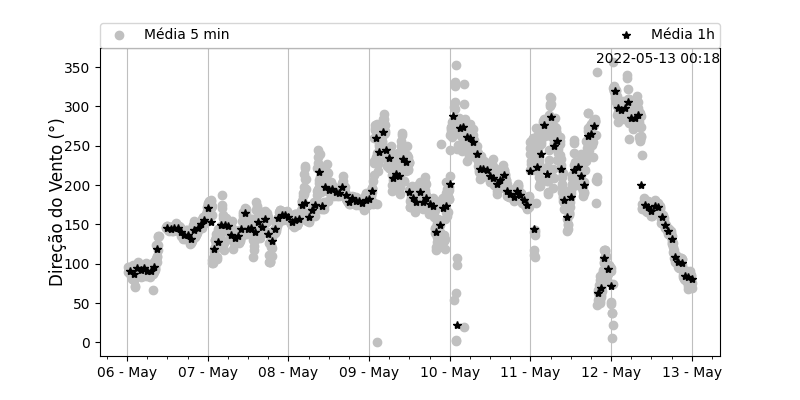 Média 5 min
Média 1h
2022-05-13 00:18
Direção do Vento (°)
350
300
250
200
150
100
50
0
06 - May 07 - May 08 - May 09 - May 10 - May 11 - May 12 - May 13 - May